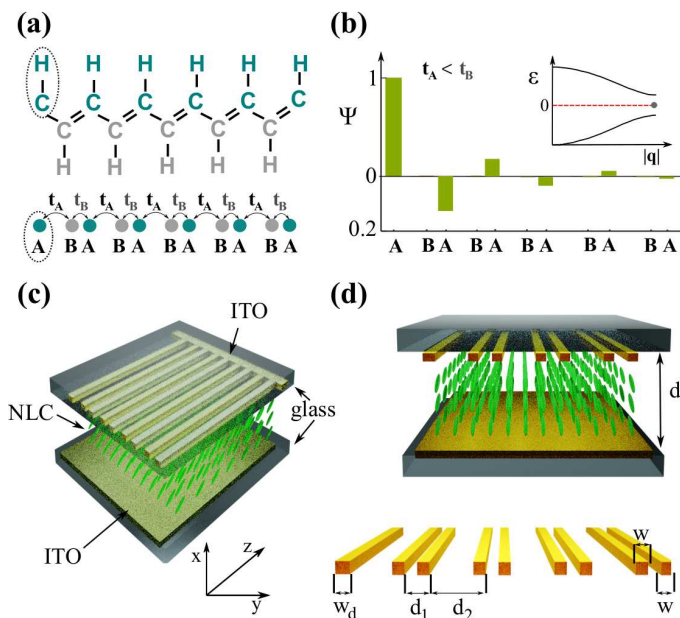 (a)
H H H H H H
C C C C C C
C C C C C
H H H H H
t_A t_B t_A t_B t_A t_B t_A t_B t_A t_B
A B A B A B A B A B A
(b)
1
Ψ
0
0.2
t_A < t_B
ε
0
|q|
A B A B A B A B A B A
(c)
ITO
NLC
glass
ITO
x
z
y
(d)
d
w
w_d d_1 d_2 w